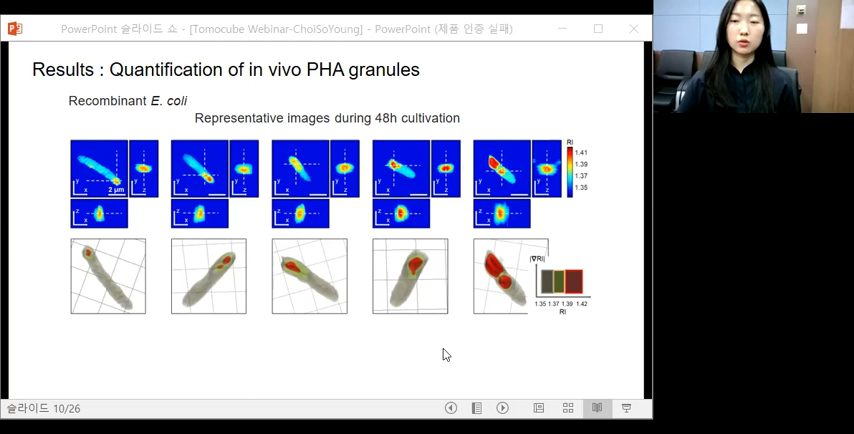 PowerPoint 슬라이드 쇼 - [Tomocube Webinar-ChoiSoYoung] - PowerPoint (제품 인증 실패)
Results : Quantification of in vivo PHA granules
Recombinant E. coli
Representative images during 48h cultivation
RI
1.41
1.39
1.37
1.35
y
x
2 μm
y
z
y
x
y
z
y
x
y
z
y
x
y
z
y
x
y
z
z
x
z
x
z
x
z
x
z
x
|∇RI|
1.35 1.37 1.39 1.42
RI
슬라이드 10/26